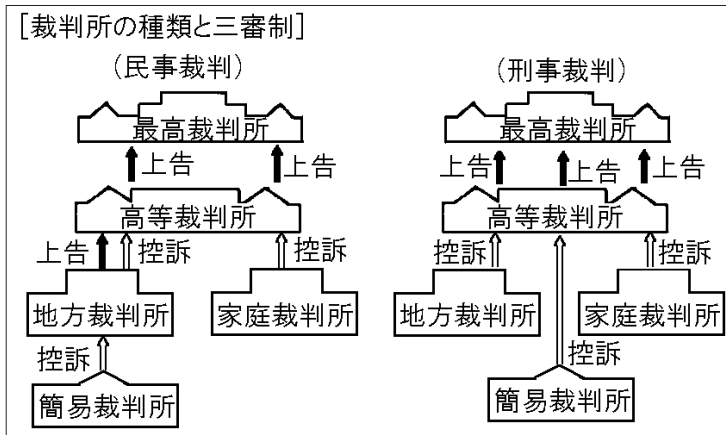 [裁判所の種類と三審制]
(民事裁判)
(刑事裁判)
最高裁判所
最高裁判所
上告
上告
上告
上告
上告
高等裁判所
高等裁判所
上告
控訴
控訴
控訴
控訴
地方裁判所
家庭裁判所
地方裁判所
家庭裁判所
控訴
控訴
簡易裁判所
簡易裁判所